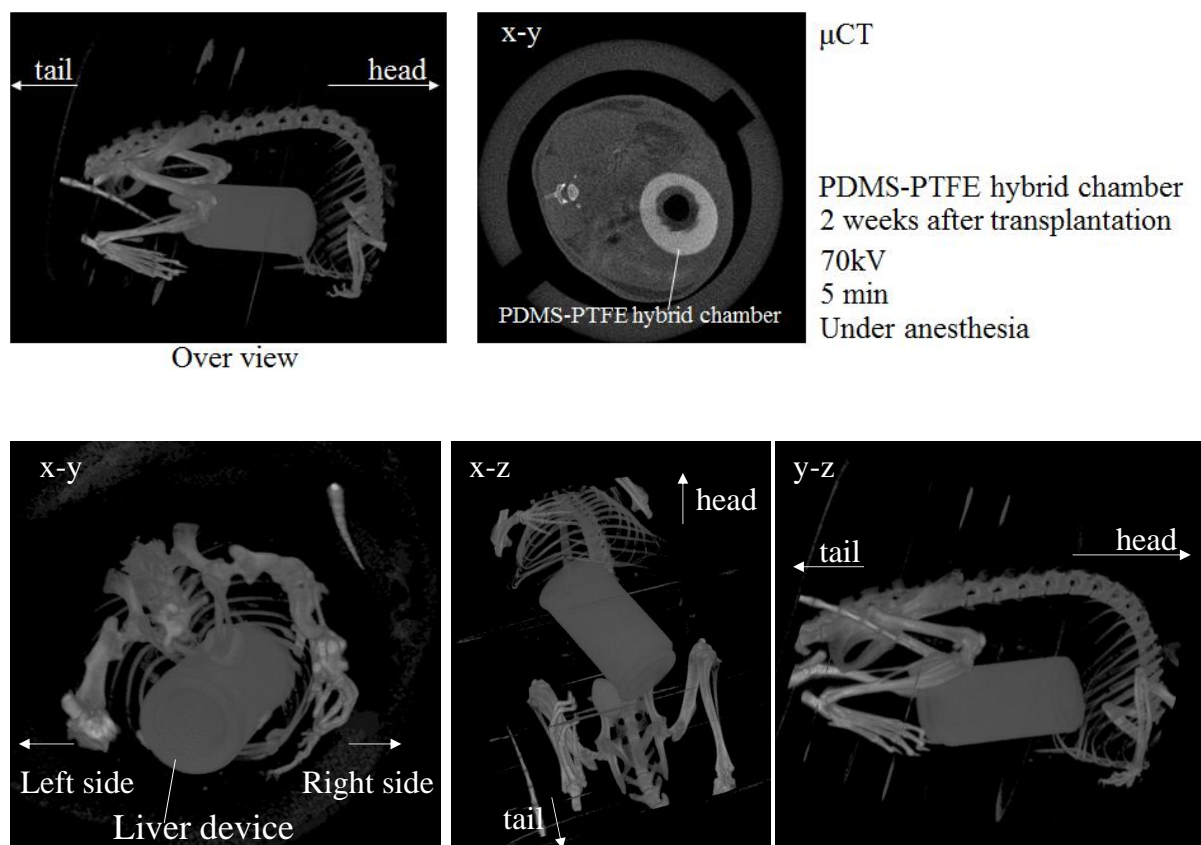 tail
head
Over view
x-y
PDMS-PTFE hybrid chamber
μCT
PDMS-PTFE hybrid chamber
2 weeks after transplantation
70kV
5 min
Under anesthesia
x-y
Left side
Right side
Liver device
x-z
head
tail
y-z
tail
head